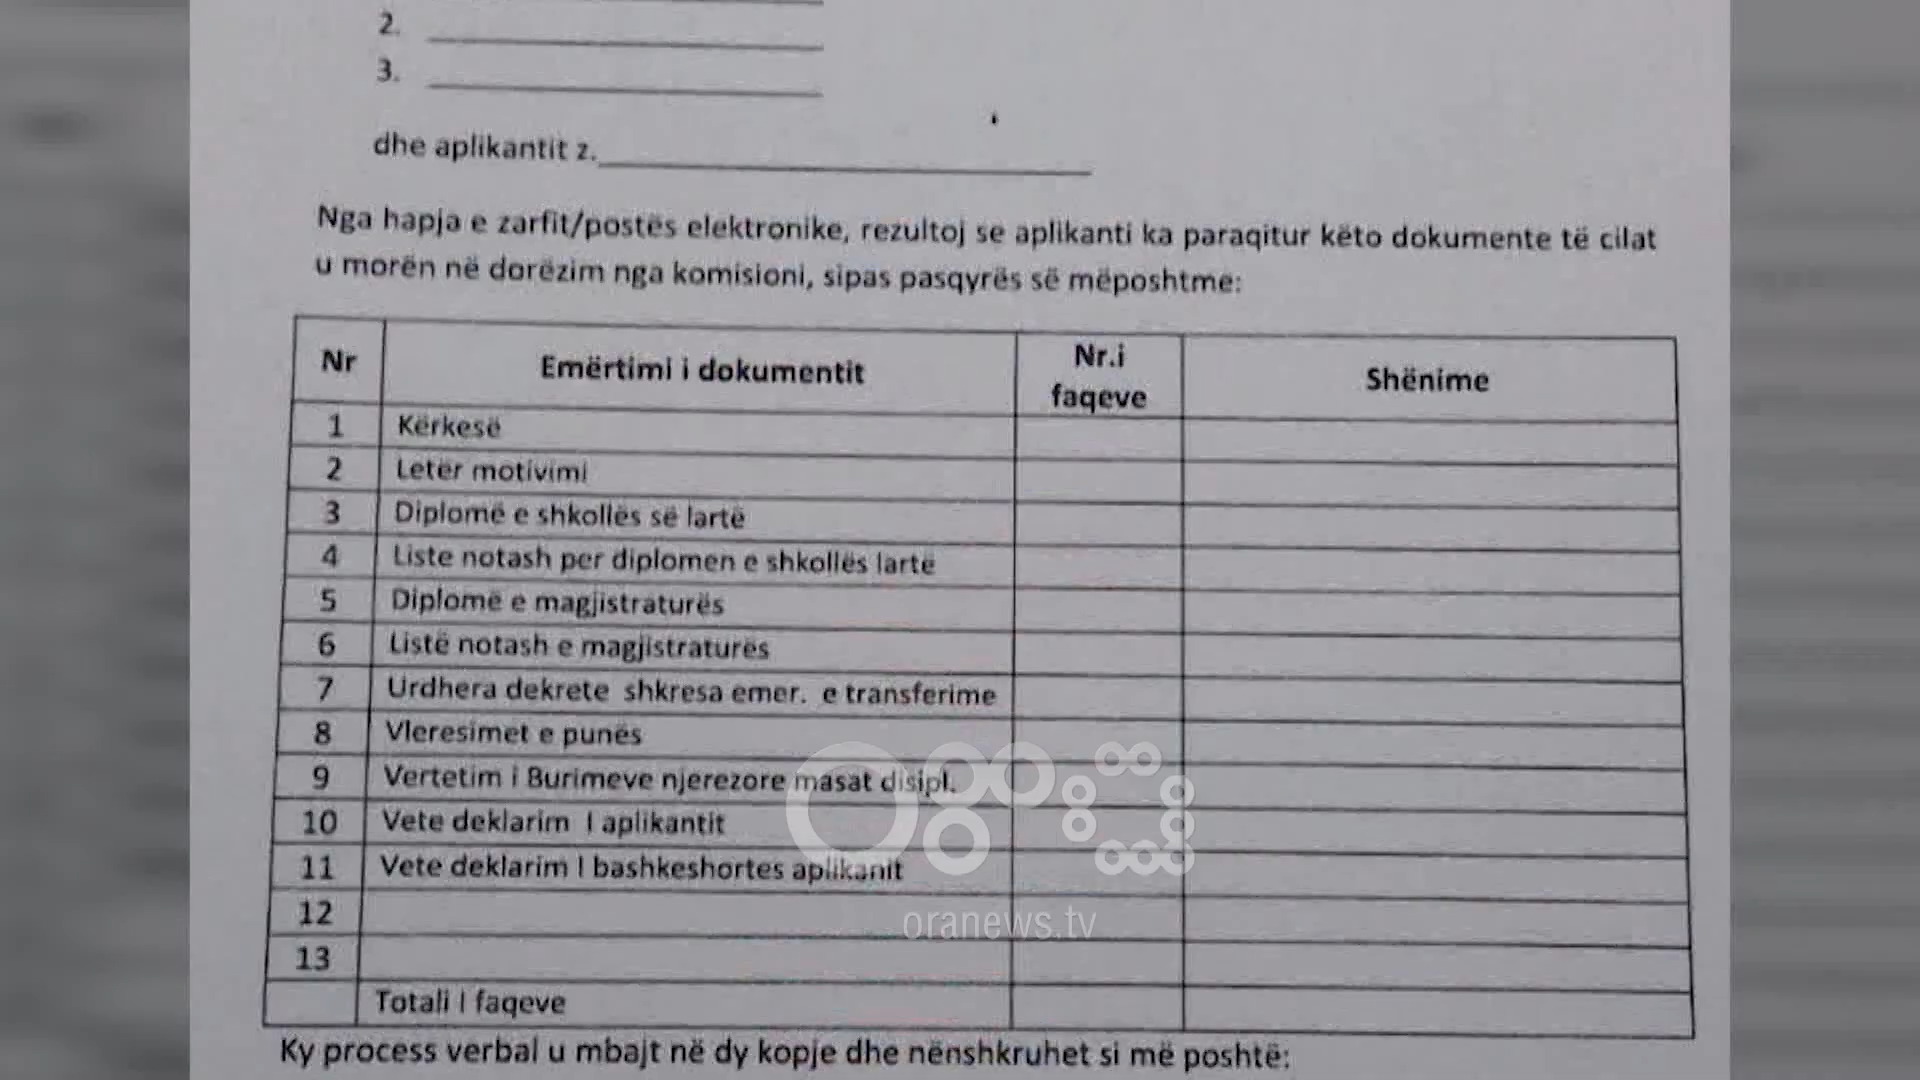 2.
3.
dhe aplikantit z.
Nga hapja e zarfit/postës elektronike, rezultoj se aplikanti ka paraqitur këto dokumente të cilat
u morën në dorëzim nga komisioni, sipas pasqyrës së mëposhtme:
Nr Emërtimi i dokumentit Nr.i faqeve Shënime
1 Kërkesë
2 Letër motivimi
3 Diplomë e shkollës së lartë
4 Liste notash per diplomen e shkollës lartë
5 Diplomë e magjistraturës
6 Listë notash e magjistraturës
7 Urdhera dekrete shkresa emer. e transferime
8 Vleresimet e punës
9 Vertetim i Burimeve njerezore masat disipl.
10 Vete deklarim I aplikantit
11 Vete deklarim I bashkeshortes aplikanit
12
13
Totali I faqeve
Ky process verbal u mbajt në dy kopje dhe nënshkruhet si më poshtë:
oranews.tv